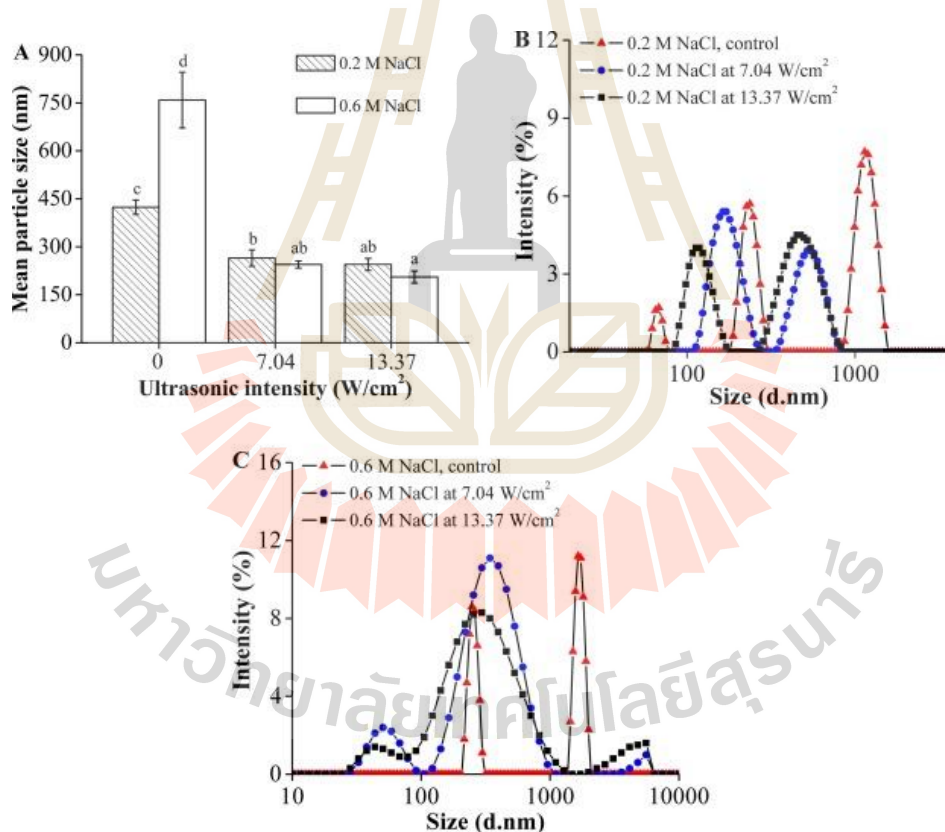 A
900
750
600
450
300
150
0
Mean particle size (nm)
0.2 M NaCl
0.6 M NaCl
c
d
b
ab
ab
a
0 7.04 13.37
Ultrasonic intensity (W/cm²)
B
12
9
6
3
0
Intensity (%)
0.2 M NaCl, control
0.2 M NaCl at 7.04 W/cm²
0.2 M NaCl at 13.37 W/cm²
100 1000
Size (d.nm)
C
16
12
8
4
0
Intensity (%)
0.6 M NaCl, control
0.6 M NaCl at 7.04 W/cm²
0.6 M NaCl at 13.37 W/cm²
10 100 1000 10000
Size (d.nm)
มหาวิทยาลัยเทคโนโลยีสุรนารี